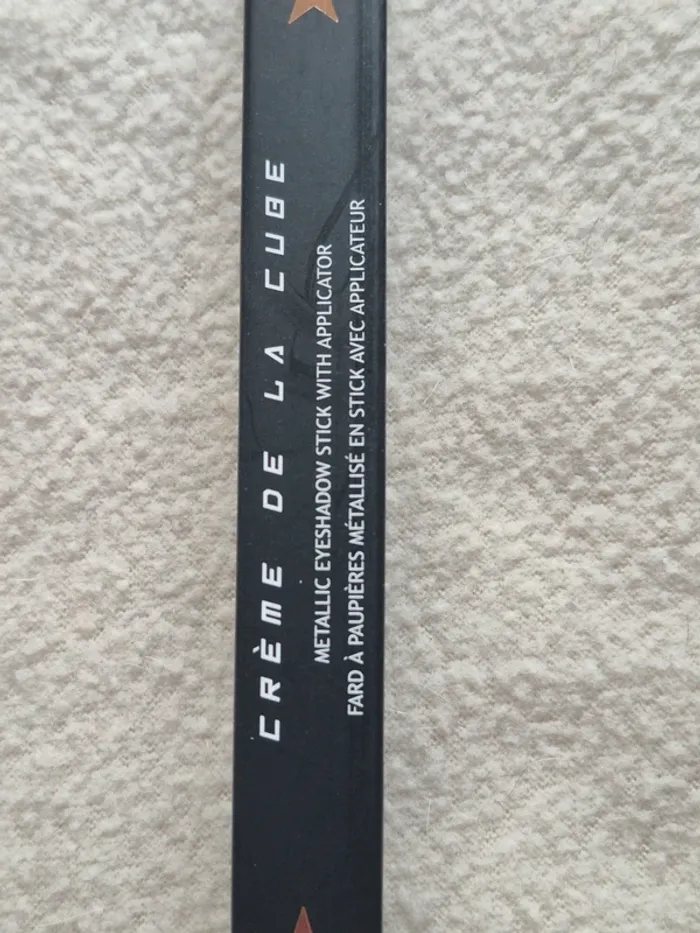 CRÈME DE LA CUBE
METALLIC EYESHADOW STICK WITH APPLICATOR
FARD À PAUPIÈRES MÉTALLISÉ EN STICK AVEC APPLICATEUR